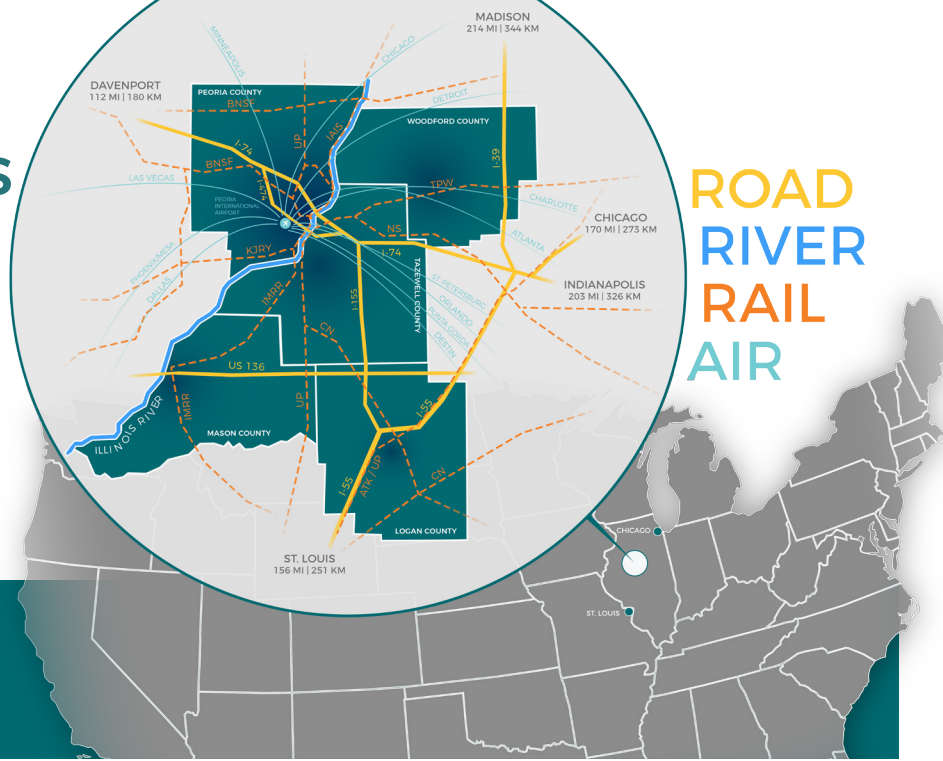 MADISON
214 MI | 344 KM
MINNEAPOLIS
CHICAGO
DAVENPORT
112 MI | 180 KM
PEORIA COUNTY
BNSF
DETROIT
WOODFORD COUNTY
UP
IAIS
I-74
I-39
S
BNSF
LAS VEGAS
I-474
TPW
PEORIA
INTERNATIONAL
AIRPORT
CHARLOTTE
ROAD
CHICAGO
170 MI | 273 KM
NS
ATLANTA
RIVER
KJRY
I-74
PHOENIX/MESA
DALLAS
TAZEWELL COUNTY
ST. PETERSBURG
ORLANDO
PUNTA GORDA
DESTIN
INDIANAPOLIS
203 MI | 326 KM
RAIL
IMRR
I-155
CN
AIR
US 136
IMRR
UP
I-55
ILLINOIS RIVER
MASON COUNTY
I-55
ATK / UP
CN
LOGAN COUNTY
CHICAGO
ST. LOUIS
156 MI | 251 KM
ST. LOUIS